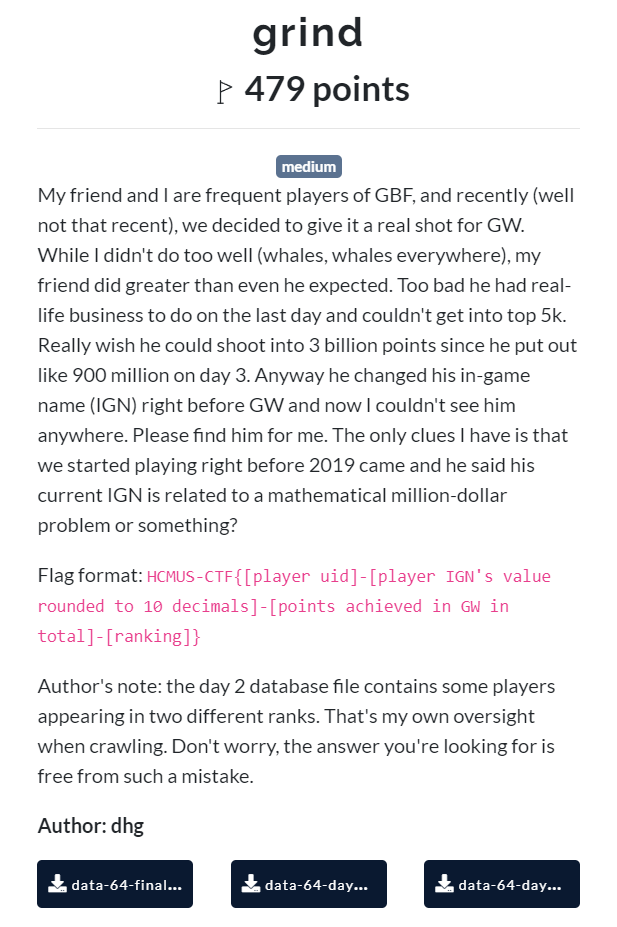 grind
479 points
medium
My friend and I are frequent players of GBF, and recently (well
not that recent), we decided to give it a real shot for GW.
While I didn't do too well (whales, whales everywhere), my
friend did greater than even he expected. Too bad he had real-
life business to do on the last day and couldn't get into top 5k.
Really wish he could shoot into 3 billion points since he put out
like 900 million on day 3. Anyway he changed his in-game
name (IGN) right before GW and now I couldn't see him
anywhere. Please find him for me. The only clues I have is that
we started playing right before 2019 came and he said his
current IGN is related to a mathematical million-dollar
problem or something?
Flag format: HCMUS-CTF{[player uid]-[player IGN's value
rounded to 10 decimals]-[points achieved in GW in
total]-[ranking]}
Author's note: the day 2 database file contains some players
appearing in two different ranks. That's my own oversight
when crawling. Don't worry, the answer you're looking for is
free from such a mistake.
Author: dhg
data-64-final... data-64-day... data-64-day...